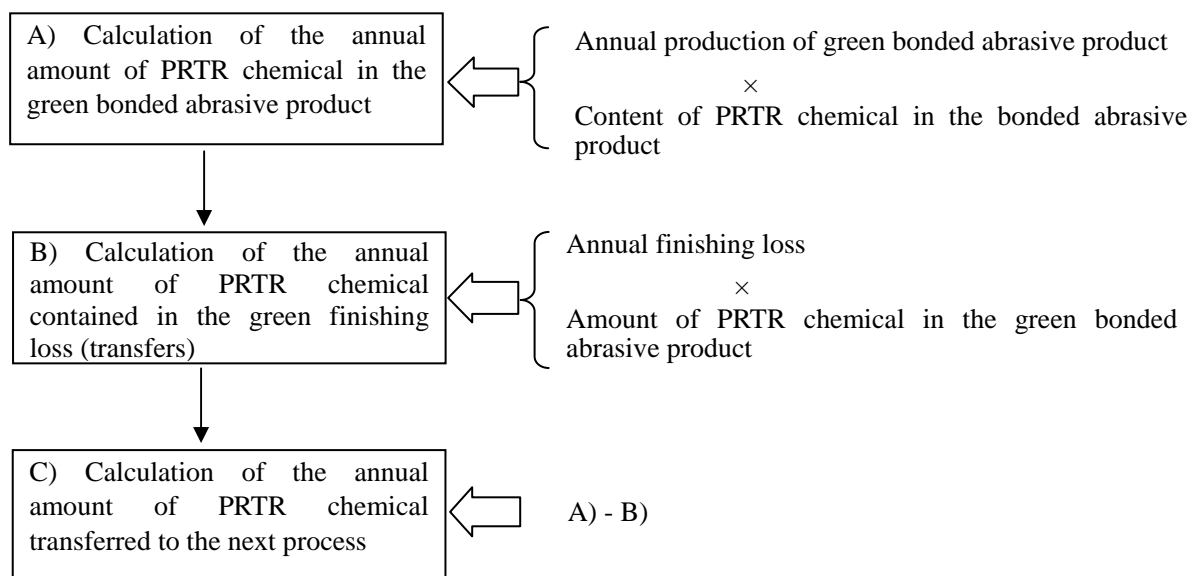 A) Calculation of the annual
amount of PRTR chemical in the
green bonded abrasive product
Annual production of green bonded abrasive product
×
Content of PRTR chemical in the bonded abrasive
product
B) Calculation of the annual
amount of PRTR chemical
contained in the green finishing
loss (transfers)
Annual finishing loss
×
Amount of PRTR chemical in the green bonded
abrasive product
C) Calculation of the annual
amount of PRTR chemical
transferred to the next process
A) - B)